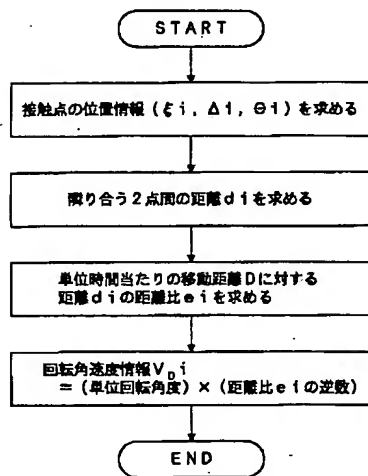 START
接触点の位置情報(ξi, Δi, Θi)を求める
隣り合う2点間の距離diを求める
単位時間当たりの移動距離Dに対する
距離diの距離比eiを求める
回転角速度情報V_D i
=(単位回転角度)×(距離比eiの逆数)
END